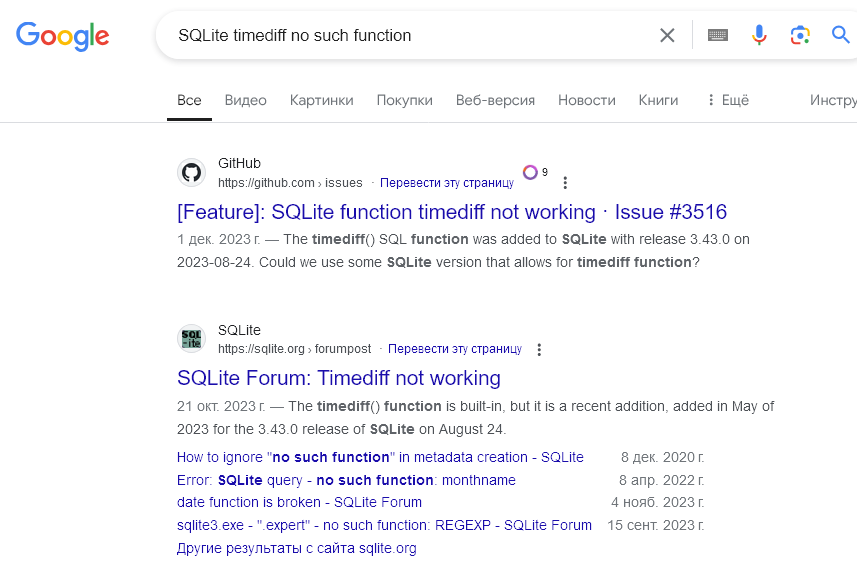 Google
SQLite timediff no such function
Все Видео Картинки Покупки Веб-версия Новости Книги Ещё Инстру
GitHub
https://github.com › issues · Перевести эту страницу 9
[Feature]: SQLite function timediff not working · Issue #3516
1 дек. 2023 г. — The timediff() SQL function was added to SQLite with release 3.43.0 on
2023-08-24. Could we use some SQLite version that allows for timediff function?
SQL
-ite
SQLite
https://sqlite.org › forumpost · Перевести эту страницу
SQLite Forum: Timediff not working
21 окт. 2023 г. — The timediff() function is built-in, but it is a recent addition, added in May of
2023 for the 3.43.0 release of SQLite on August 24.
How to ignore "no such function" in metadata creation - SQLite 8 дек. 2020 г.
Error: SQLite query - no such function: monthname 8 апр. 2022 г.
date function is broken - SQLite Forum 4 нояб. 2023 г.
sqlite3.exe - ".expert" - no such function: REGEXP - SQLite Forum 15 сент. 2023 г.
Другие результаты с сайта sqlite.org